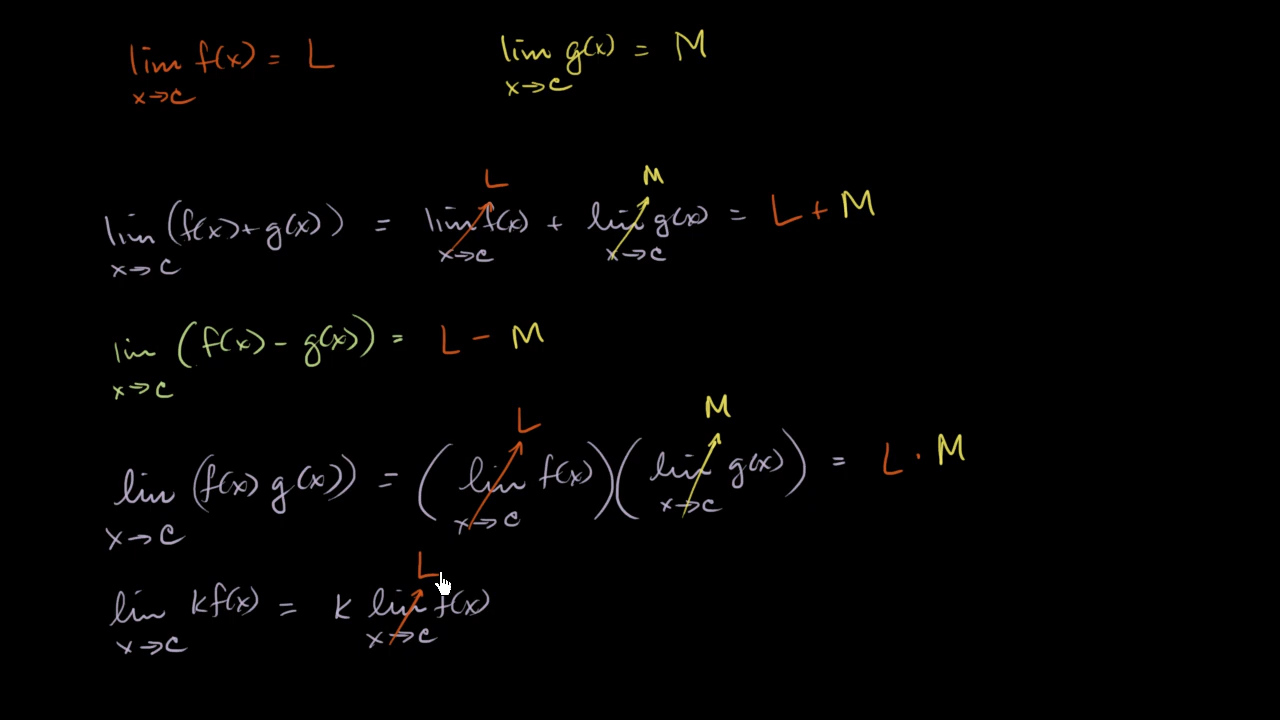 lim f(x) = L lim g(x) = M
x→c x→c
L M
lim (f(x)+g(x)) = lim f(x) + lim g(x) = L + M
x→c x→c x→c
lim (f(x) - g(x)) = L - M
x→c
L M
lim (f(x) g(x)) = ( lim f(x) ) ( lim g(x) ) = L · M
x→c x→c x→c
L
lim kf(x) = k lim f(x)
x→c x→c